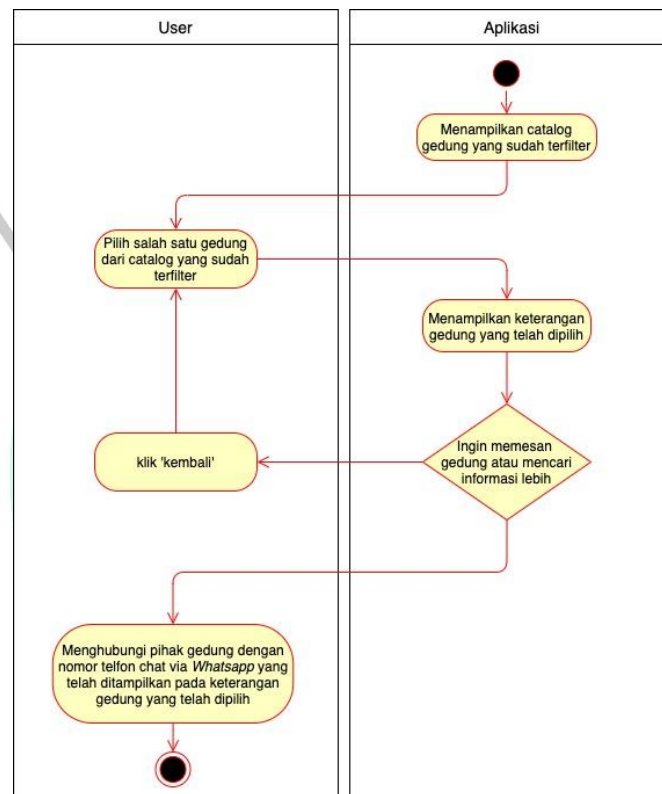 User
Aplikasi
Menampilkan catalog
gedung yang sudah terfilter
Pilih salah satu gedung
dari catalog yang sudah
terfilter
Menampilkan keterangan
gedung yang telah dipilih
Ingin memesan
gedung atau mencari
informasi lebih
klik 'kembali'
Menghubungi pihak gedung dengan
nomor telfon chat via Whatsapp yang
telah ditampilkan pada keterangan
gedung yang telah dipilih